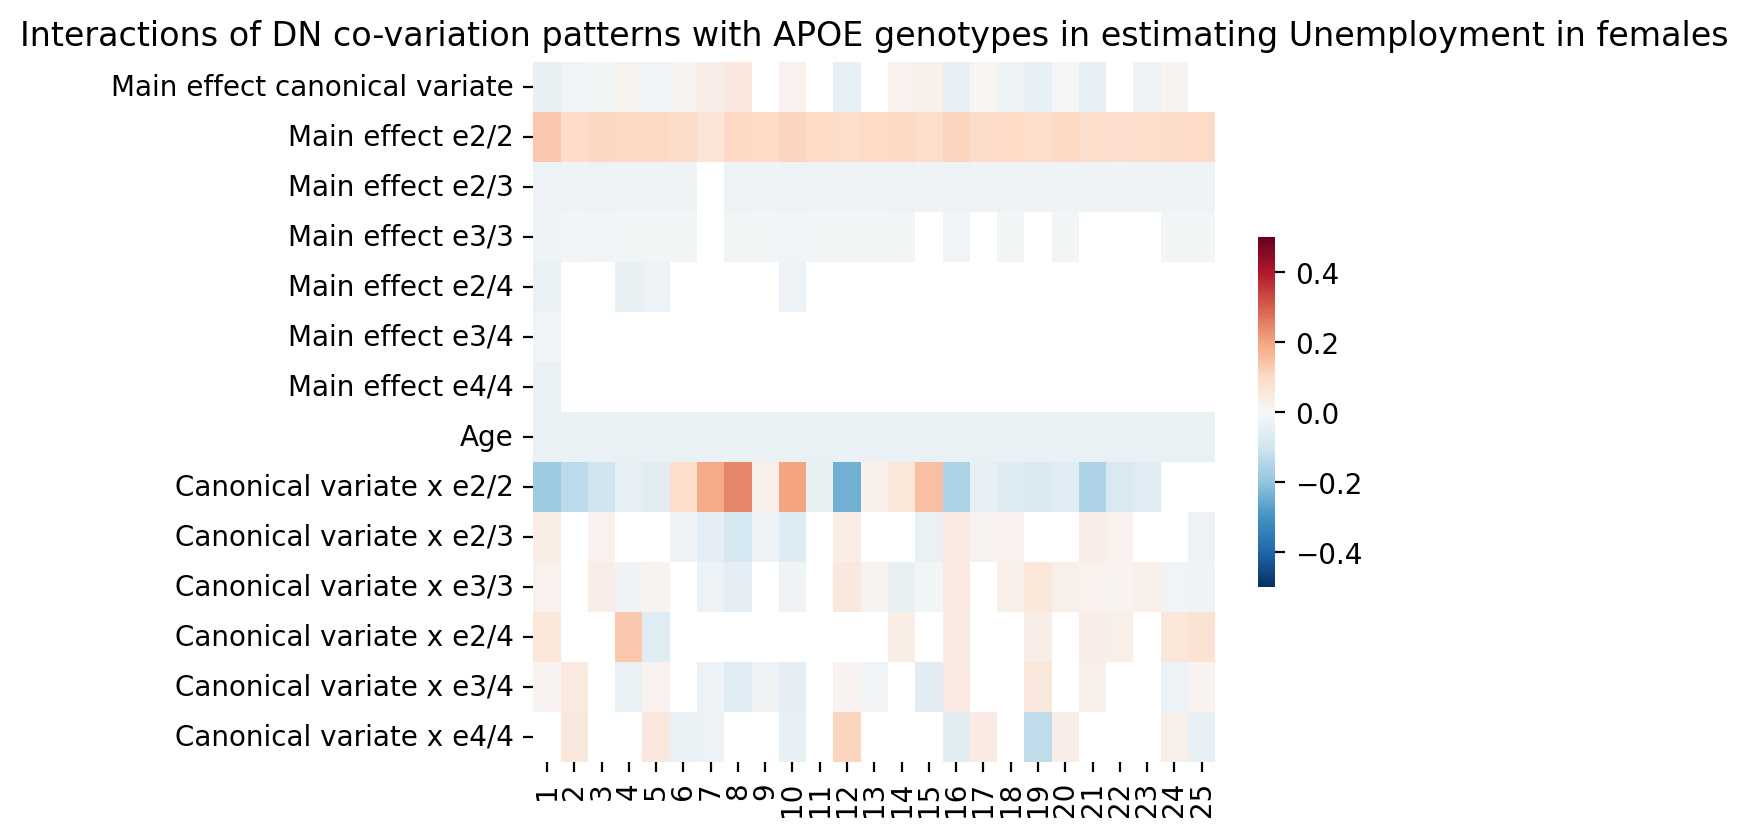 Interactions of DN co-variation patterns with APOE genotypes in estimating Unemployment in females
Main effect canonical variate
Main effect e2/2
Main effect e2/3
Main effect e3/3
Main effect e2/4
Main effect e3/4
Main effect e4/4
Age
Canonical variate x e2/2
Canonical variate x e2/3
Canonical variate x e3/3
Canonical variate x e2/4
Canonical variate x e3/4
Canonical variate x e4/4
1 2 3 4 5 6 7 8 9 10 11 12 13 14 15 16 17 18 19 20 21 22 23 24 25
0.4
0.2
0.0
−0.2
−0.4